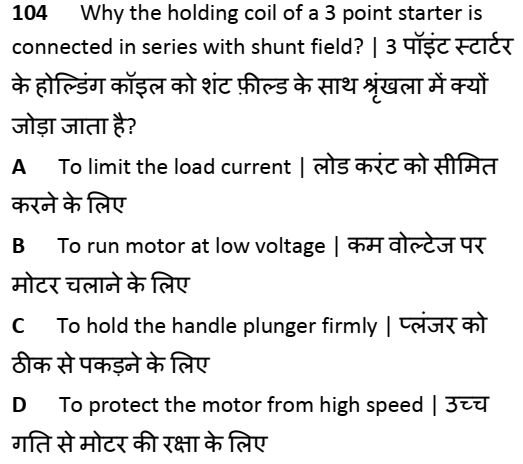 104 Why the holding coil of a 3 point starter is
connected in series with shunt field? | 3 पॉइंट स्टार्टर
के होल्डिंग कॉइल को शंट फ़ील्ड के साथ श्रृंखला में क्यों
जोड़ा जाता है?
A To limit the load current | लोड करंट को सीमित
करने के लिए
B To run motor at low voltage | कम वोल्टेज पर
मोटर चलाने के लिए
C To hold the handle plunger firmly | प्लंजर को
ठीक से पकड़ने के लिए
D To protect the motor from high speed | उच्च
गति से मोटर की रक्षा के लिए